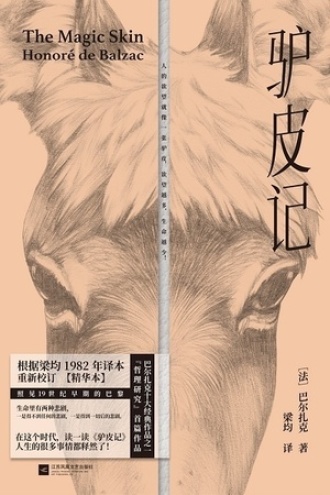 The Magic Skin
Honoré de Balzac
驴皮记
人的欲望就像一张驴皮，欲望越多，生命越少！
〔法〕巴尔扎克 著
梁均 译
根据梁均1982年译本
重新校订【精华本】
照见19世纪早期的巴黎
生命里有两种悲剧，
一是得不到任何的悲剧，一是得到一切后的悲剧。
在这个时代，读一读《驴皮记》
人生的很多事情都释然了！
巴尔扎克十大经典作品之一
『哲理研究』首篇作品
江苏凤凰文艺出版社